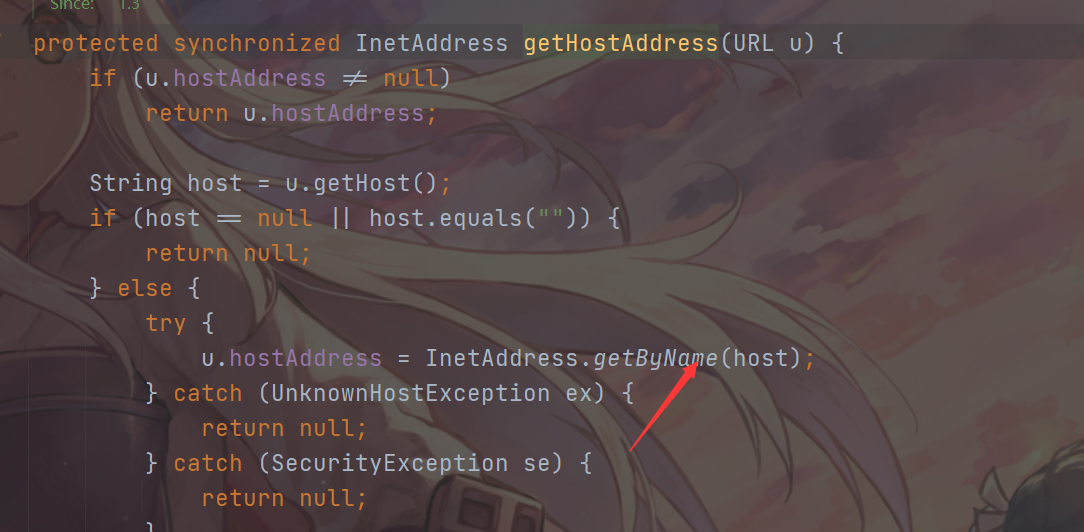 Since: 1.3
protected synchronized InetAddress getHostAddress(URL u) {
if (u.hostAddress ≠ null)
return u.hostAddress;
String host = u.getHost();
if (host == null || host.equals("")) {
return null;
} else {
try {
u.hostAddress = InetAddress.getByName(host);
} catch (UnknownHostException ex) {
return null;
} catch (SecurityException se) {
return null;
}